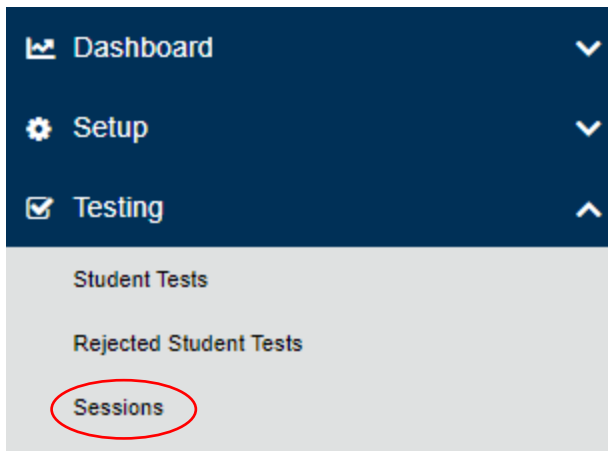 Dashboard
Setup
Testing
Student Tests
Rejected Student Tests
Sessions